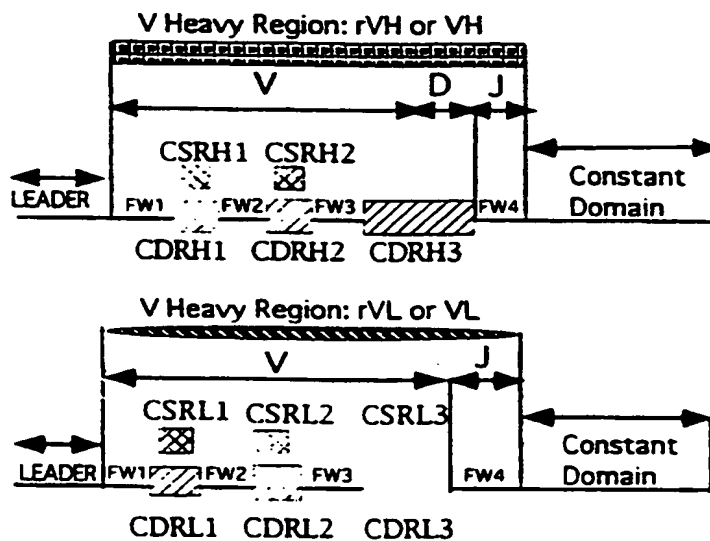 V Heavy Region: rVH or VH
V D J
CSRH1 CSRH2
LEADER FW1 FW2 FW3 FW4 Constant Domain
CDRH1 CDRH2 CDRH3
V Heavy Region: rVL or VL
V J
CSRL1 CSRL2 CSRL3
LEADER FW1 FW2 FW3 FW4 Constant Domain
CDRL1 CDRL2 CDRL3